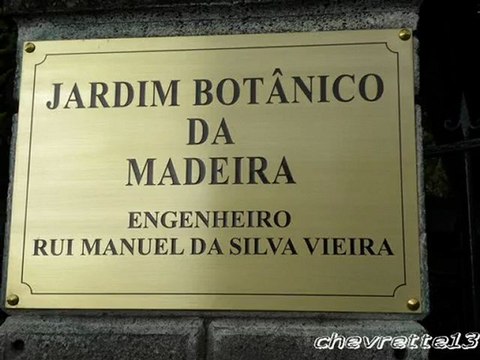 JARDIM BOTÂNICO
DA
MADEIRA
ENGENHEIRO
RUI MANUEL DA SILVA VIEIRA
chevrette13